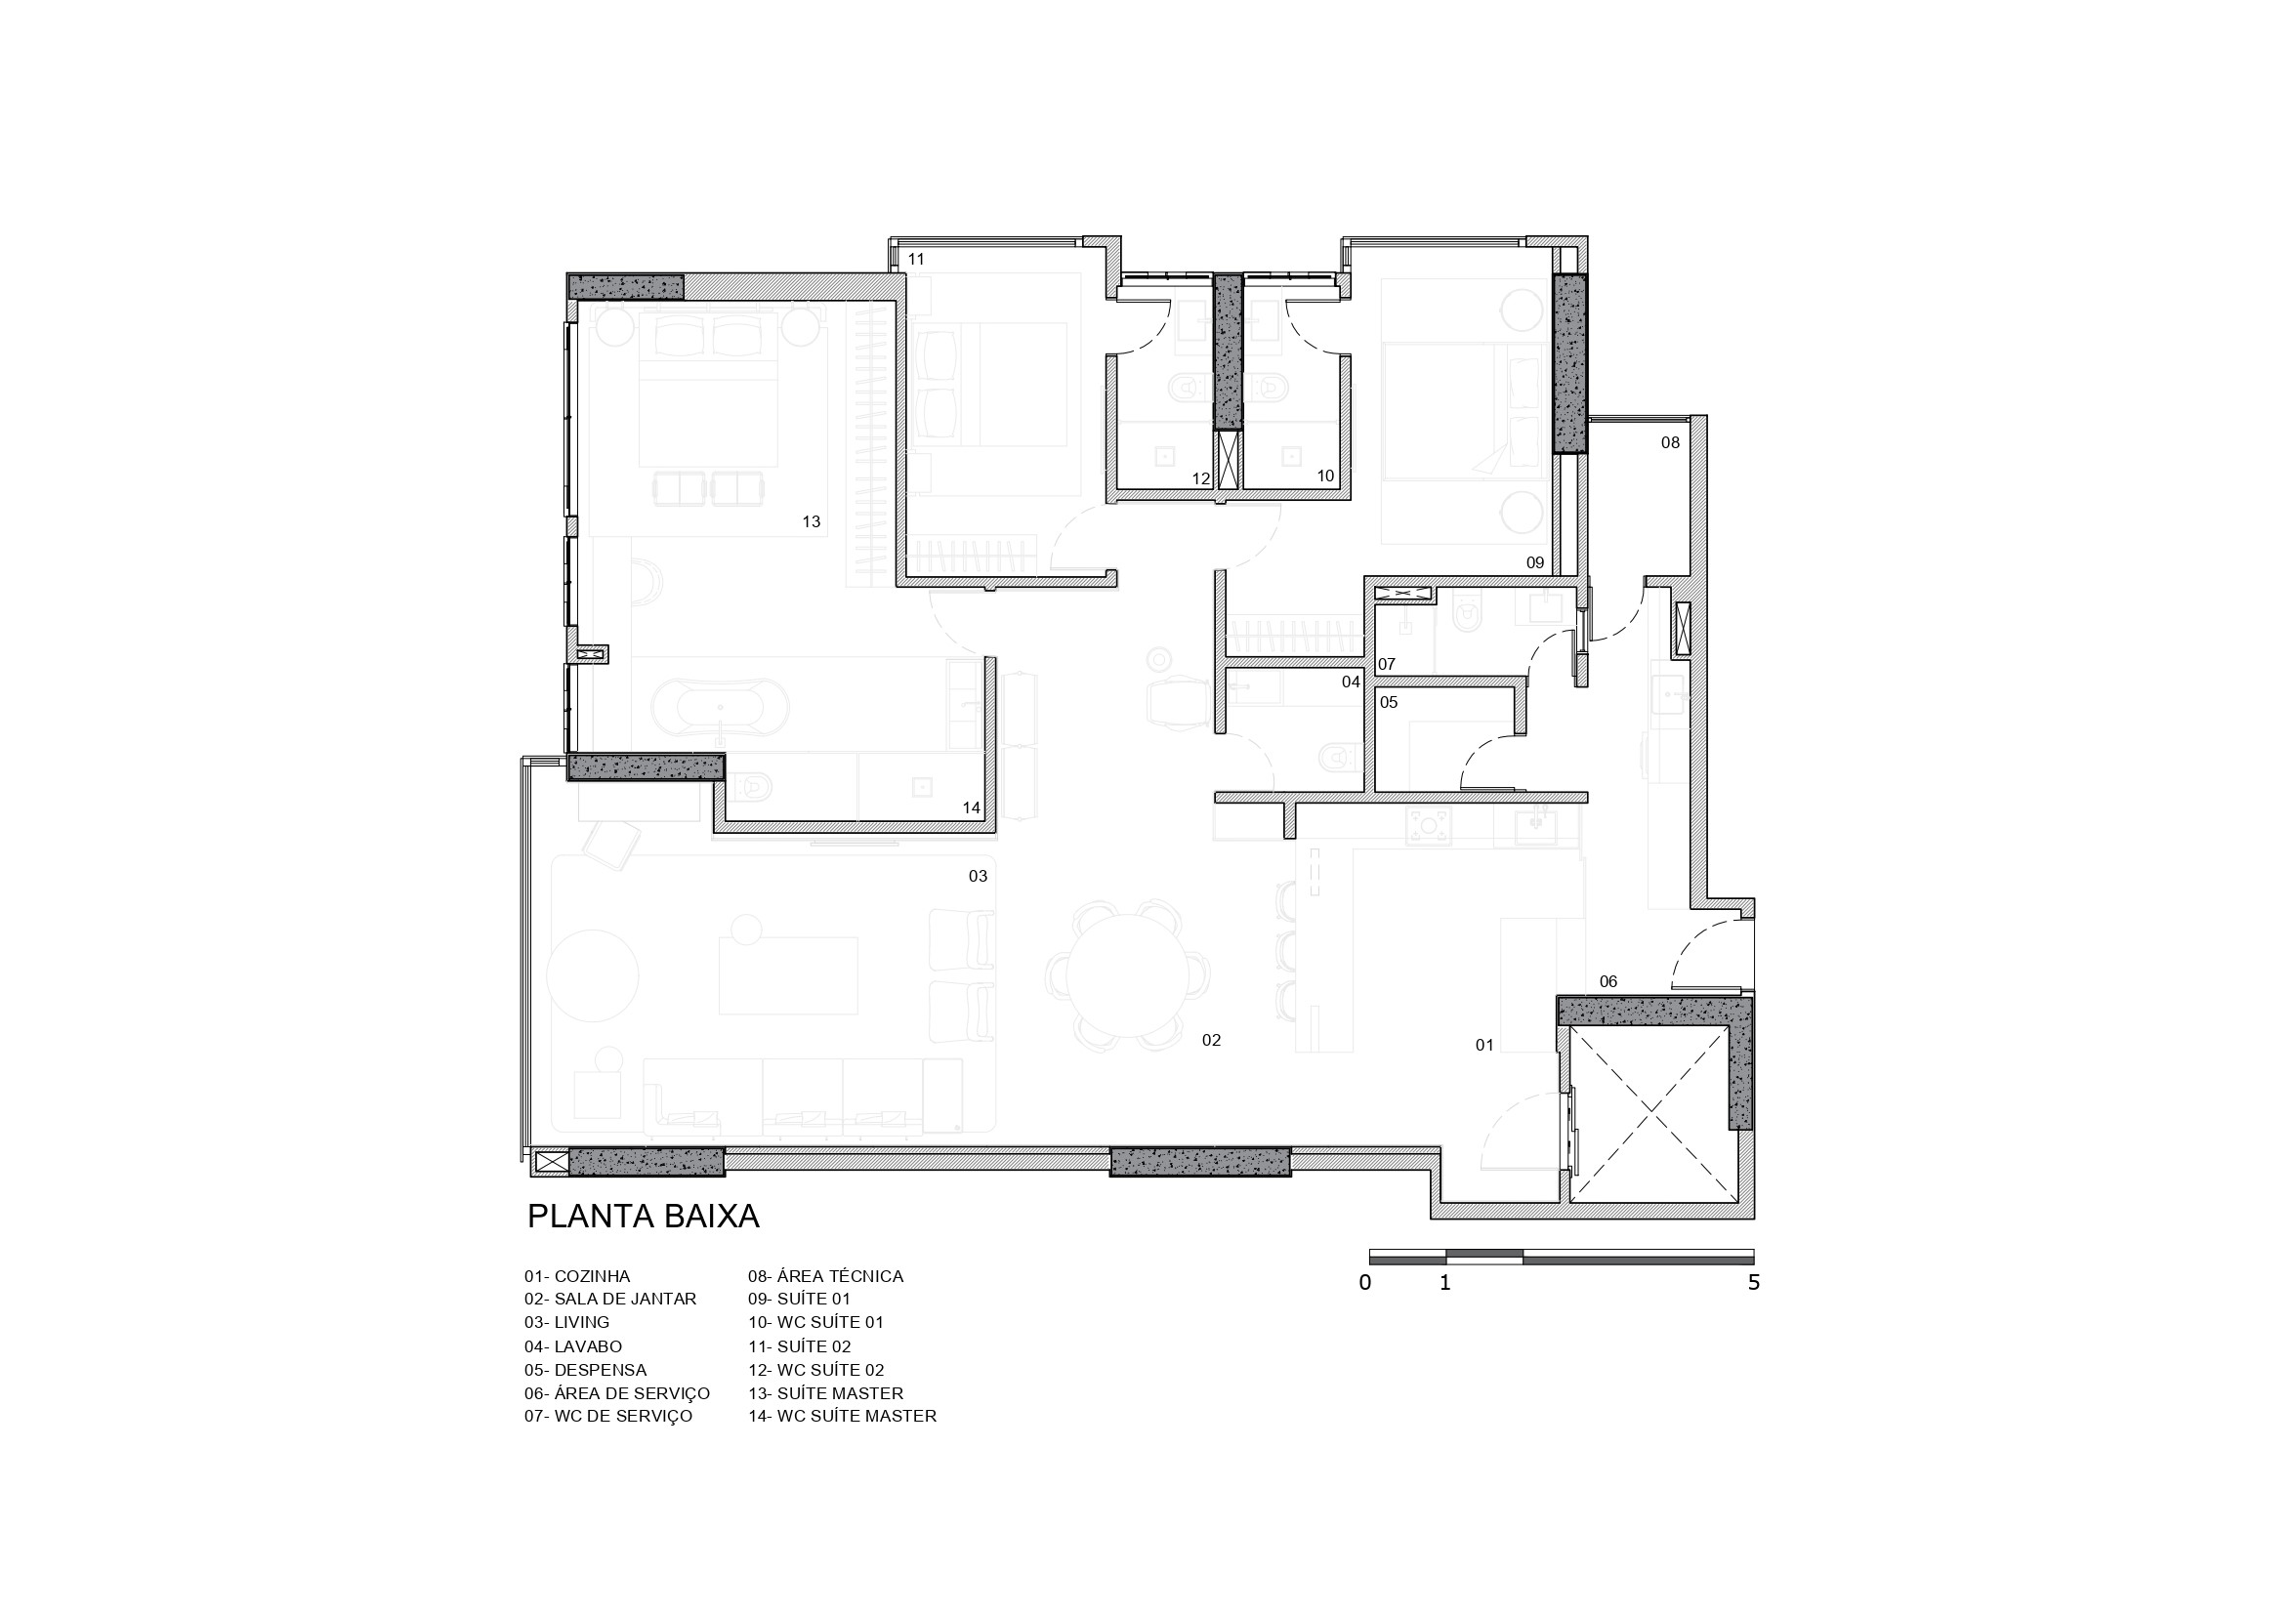 11
08
12
10
13
09
07
04
05
14
03
06
02
01
PLANTA BAIXA
01- COZINHA
02- SALA DE JANTAR
03- LIVING
04- LAVABO
05- DESPENSA
06- ÁREA DE SERVIÇO
07- WC DE SERVIÇO
08- ÁREA TÉCNICA
09- SUÍTE 01
10- WC SUÍTE 01
11- SUÍTE 02
12- WC SUÍTE 02
13- SUÍTE MASTER
14- WC SUÍTE MASTER
0 1 5